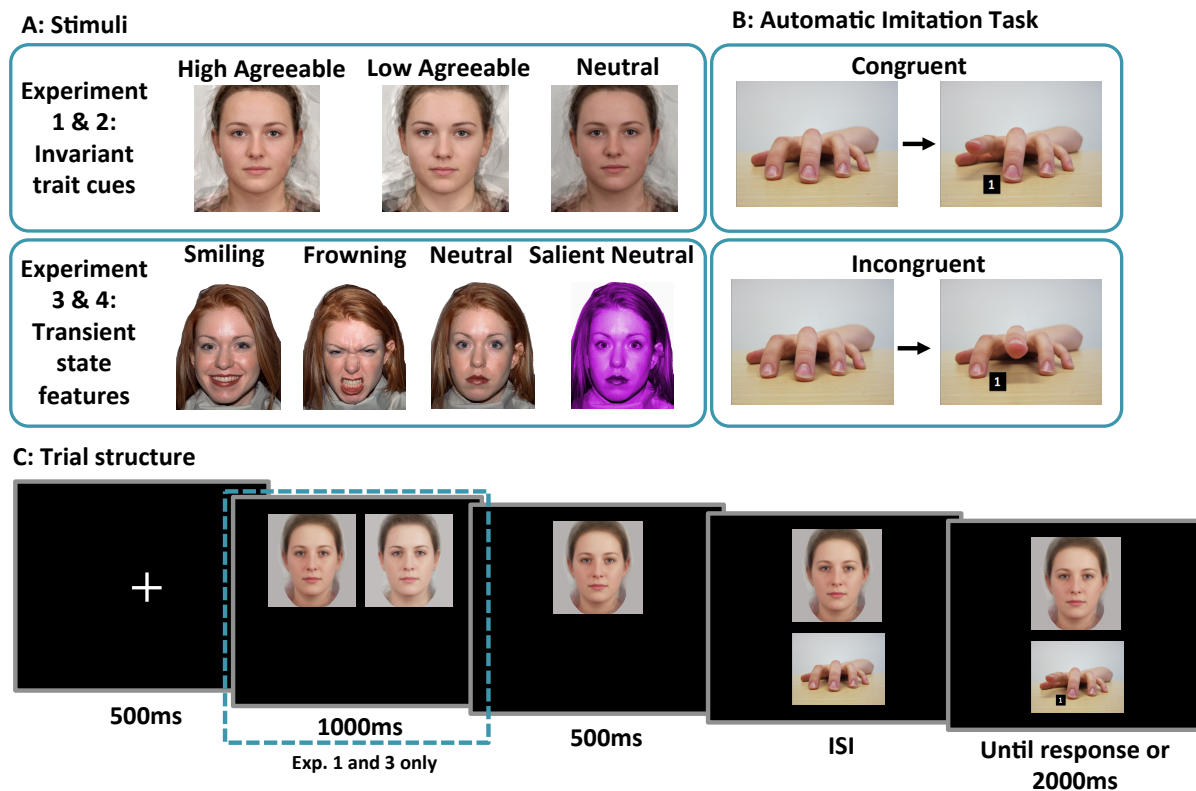 A: Stimuli
Experiment
1 & 2:
Invariant
trait cues
High Agreeable
Low Agreeable
Neutral
Experiment
3 & 4:
Transient
state
features
Smiling
Frowning
Neutral
Salient Neutral
B: Automatic Imitation Task
Congruent
1
Incongruent
1
C: Trial structure
500ms
1000ms
Exp. 1 and 3 only
500ms
ISI
1
Until response or
2000ms